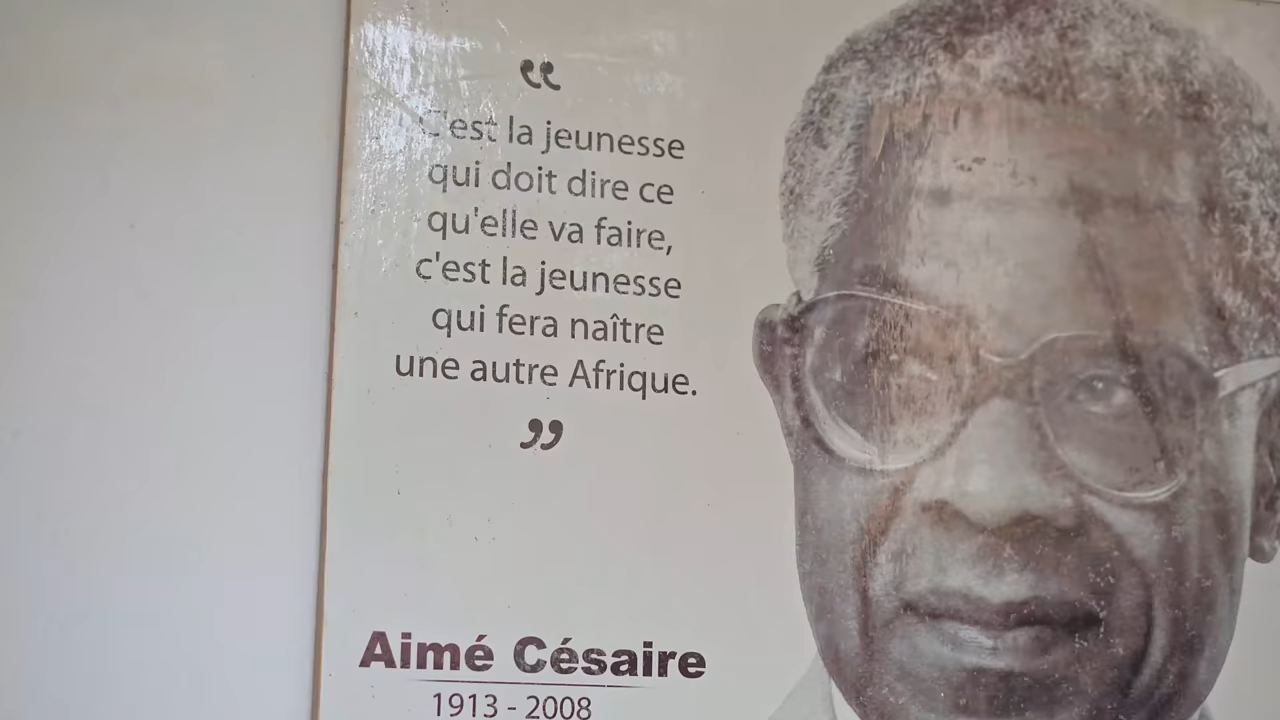 “
C'est la jeunesse
qui doit dire ce
qu'elle va faire,
c'est la jeunesse
qui fera naître
une autre Afrique.
”
Aimé Césaire
1913 - 2008